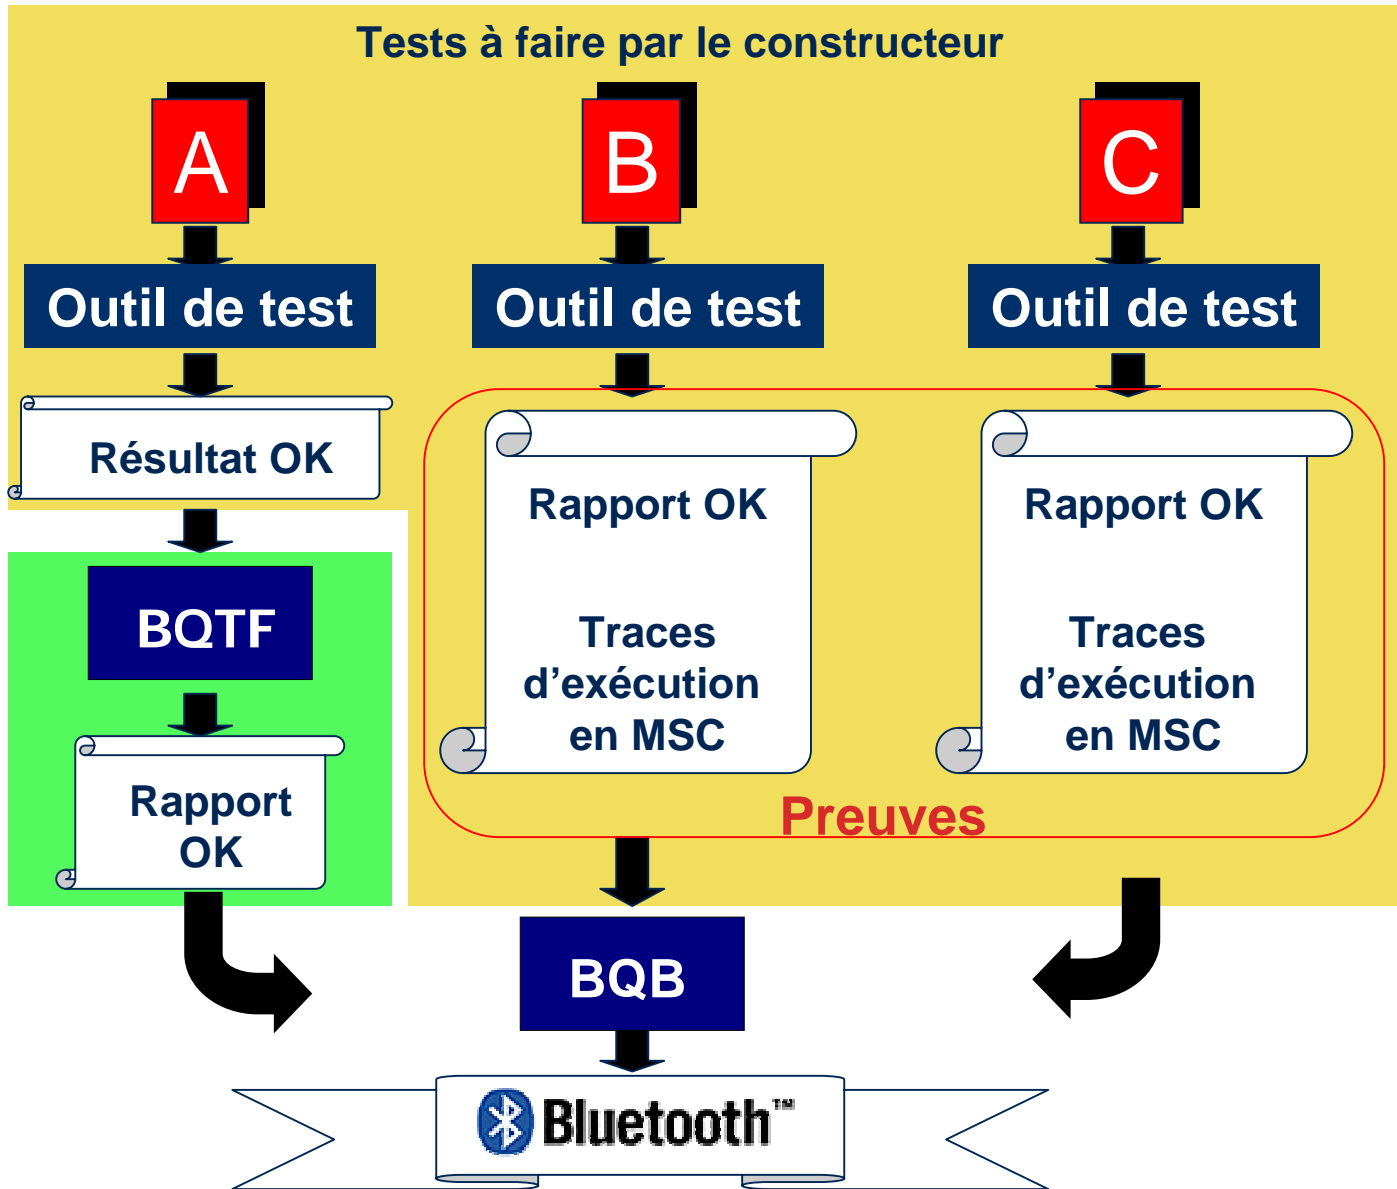 Tests à faire par le constructeur
A
B
C
Outil de test
Outil de test
Outil de test
Résultat OK
Rapport OK
Traces
d’exécution
en MSC
Rapport OK
Traces
d’exécution
en MSC
BQTF
Rapport
OK
Preuves
BQB
Bluetooth™